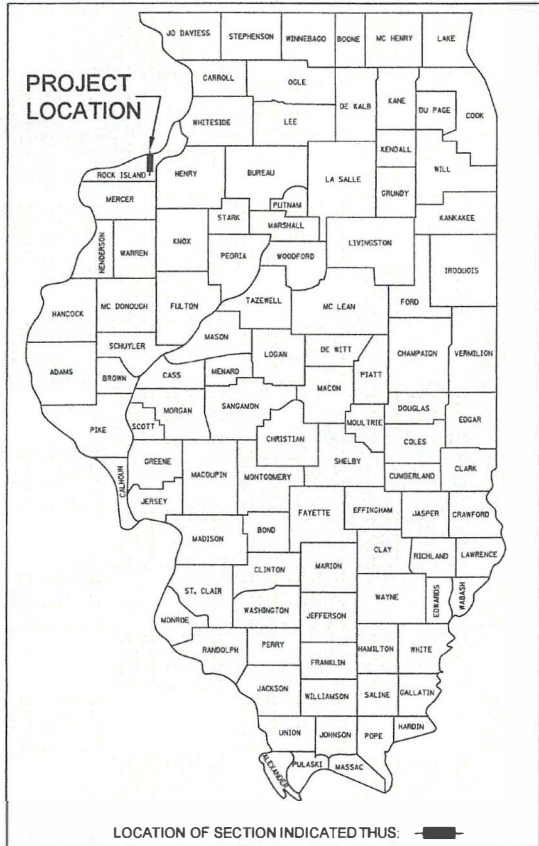 JO DAVIESS STEPHENSON WINNEBAGO BOONE MC HENRY LAKE
PROJECT
LOCATION
CARROLL OGLE
DE KALB KANE DU PAGE COOK
WHITESIDE LEE
KENDALL
WILL
ROCK ISLAND HENRY BUREAU LA SALLE
GRUNDY
MERCER PUTNAM
KANKAKEE
STARK MARSHALL
KNOX LIVINGSTON
HENDERSON WARREN PEORIA WOODFORD
IROQUOIS
TAZEWELL MC LEAN FORD
HANCOCK MC DONOUGH FULTON
MASON
SCHUYLER LOGAN DE WITT CHAMPAIGN VERMILION
ADAMS BROWN CASS MENARD MACON PIATT
MORGAN SANGAMON DOUGLAS
PIKE SCOTT CHRISTIAN MOULTRIE EDGAR
COLES
GREENE SHELBY
CALHOUN MACOUPIN MONTGOMERY CUMBERLAND CLARK
JERSEY
FAYETTE EFFINGHAM JASPER CRAWFORD
MADISON BOND
CLAY RICHLAND LAWRENCE
CLINTON MARION
ST. CLAIR WAYNE EDWARDS WABASH
WASHINGTON JEFFERSON
MONROE
RANDOLPH PERRY HAMILTON WHITE
FRANKLIN
JACKSON WILLIAMSON SALINE GALLATIN
UNION JOHNSON POPE HARDIN
ALEXANDER PULASKI MASSAC
LOCATION OF SECTION INDICATED THUS: